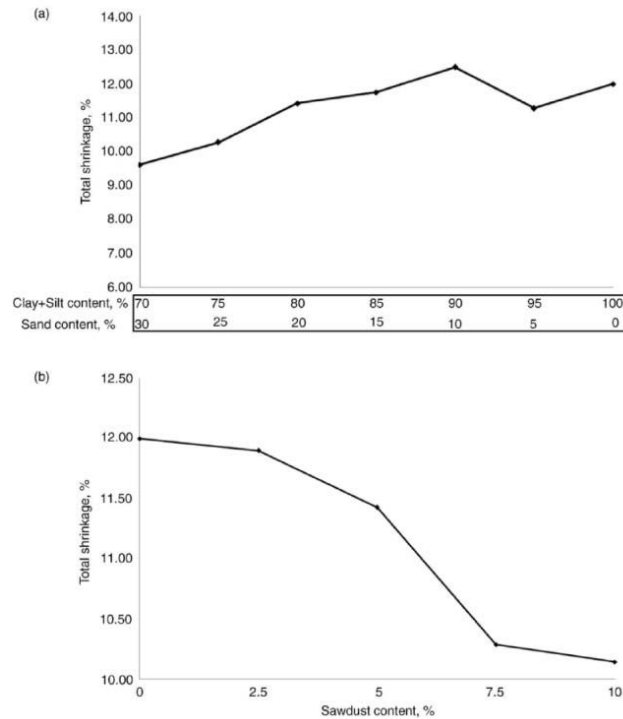 (a)
14.00
13.00
12.00
11.00
10.00
9.00
8.00
7.00
6.00
Total shrinkage, %
Clay+Silt content, % 70 75 80 85 90 95 100
Sand content, % 30 25 20 15 10 5 0
(b)
12.50
12.00
11.50
11.00
10.50
10.00
Total shrinkage, %
0 2.5 5 7.5 10
Sawdust content, %